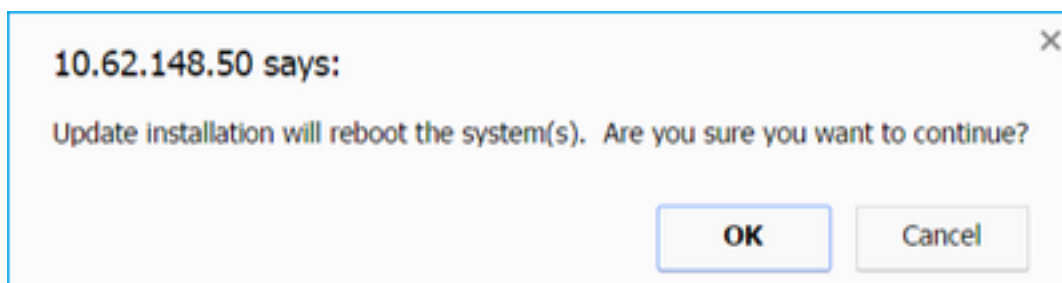 10.62.148.50 says:
Update installation will reboot the system(s).  Are you sure you want to continue?
OK
Cancel